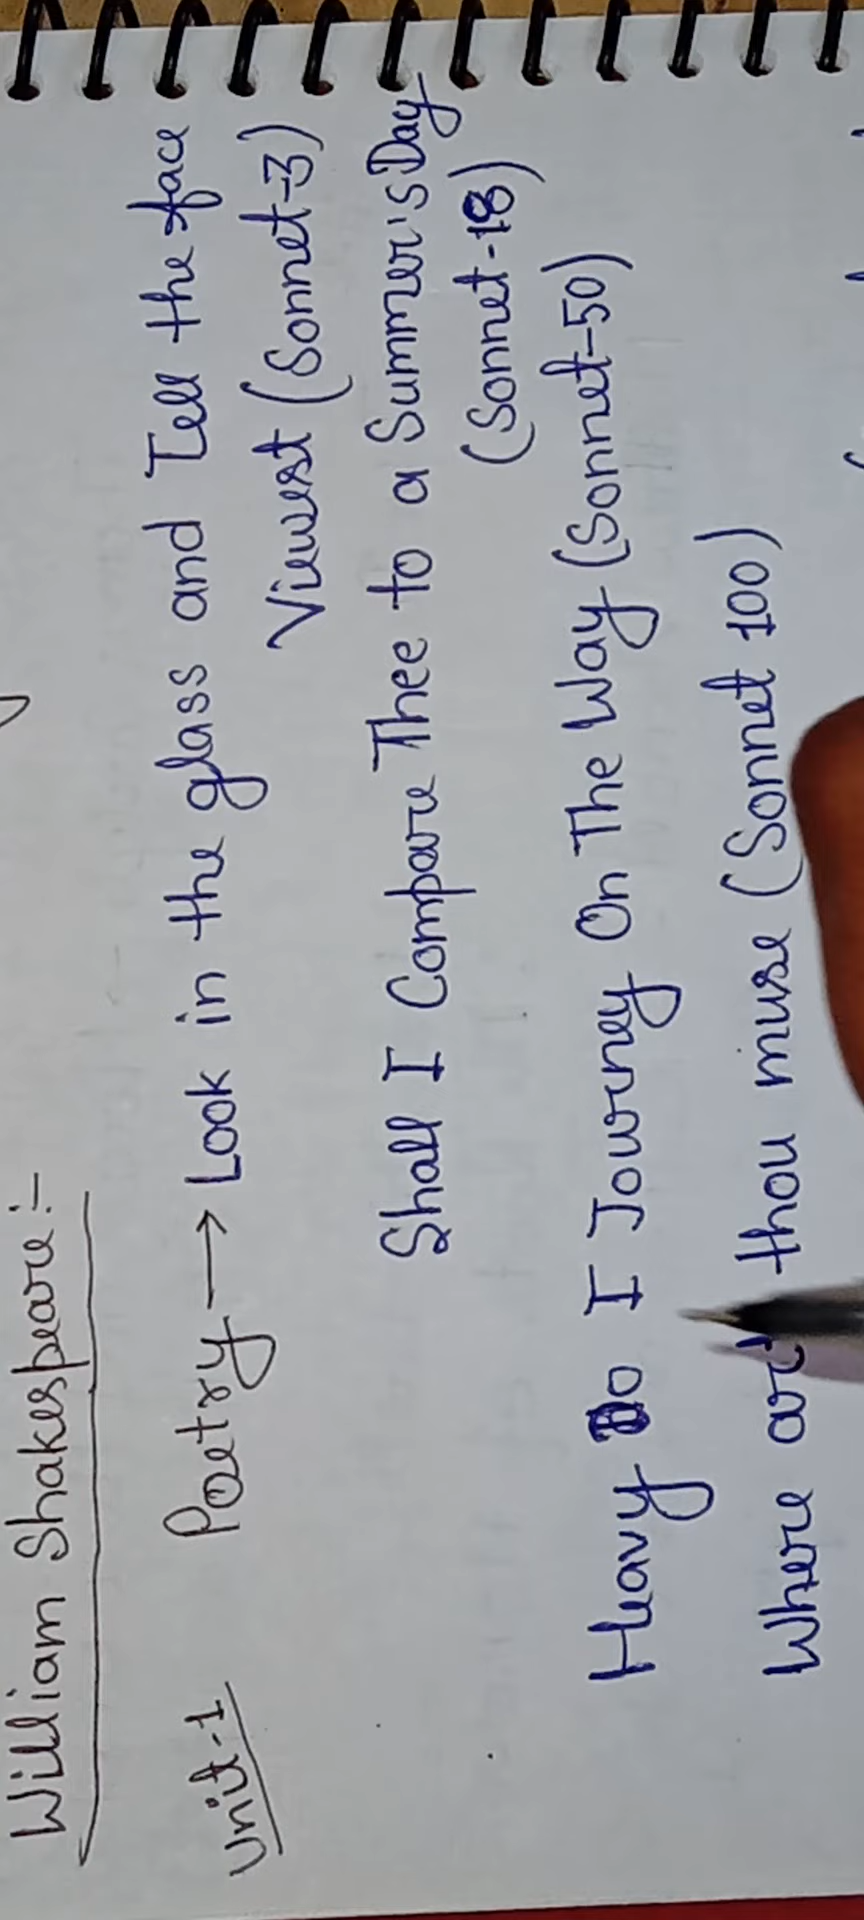 William Shakespeare:-
Unit-1 Poetry → Look in the glass and Tell the face
Viewest (Sonnet-3)
Shall I Compare Thee to a Summer's Day
(Sonnet-18)
Heavy Do I Journey On The Way (Sonnet-50)
Where art thou muse (Sonnet 100)